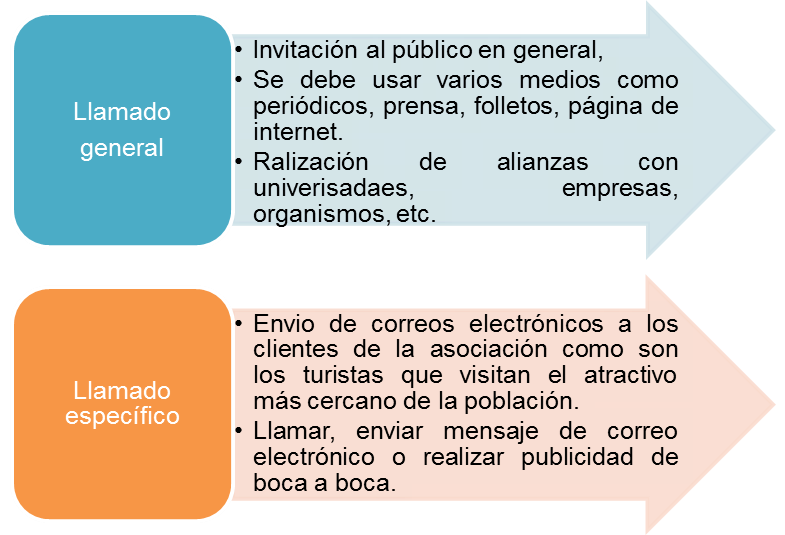 Llamado
general
• Invitación al público en general,
• Se debe usar varios medios como
periódicos, prensa, folletos, página de
internet.
• Ralización de alianzas con
univerisadaes, empresas,
organismos, etc.
Llamado
específico
• Envio de correos electrónicos a los
clientes de la asociación como son
los turistas que visitan el atractivo
más cercano de la población.
• Llamar, enviar mensaje de correo
electrónico o realizar publicidad de
boca a boca.